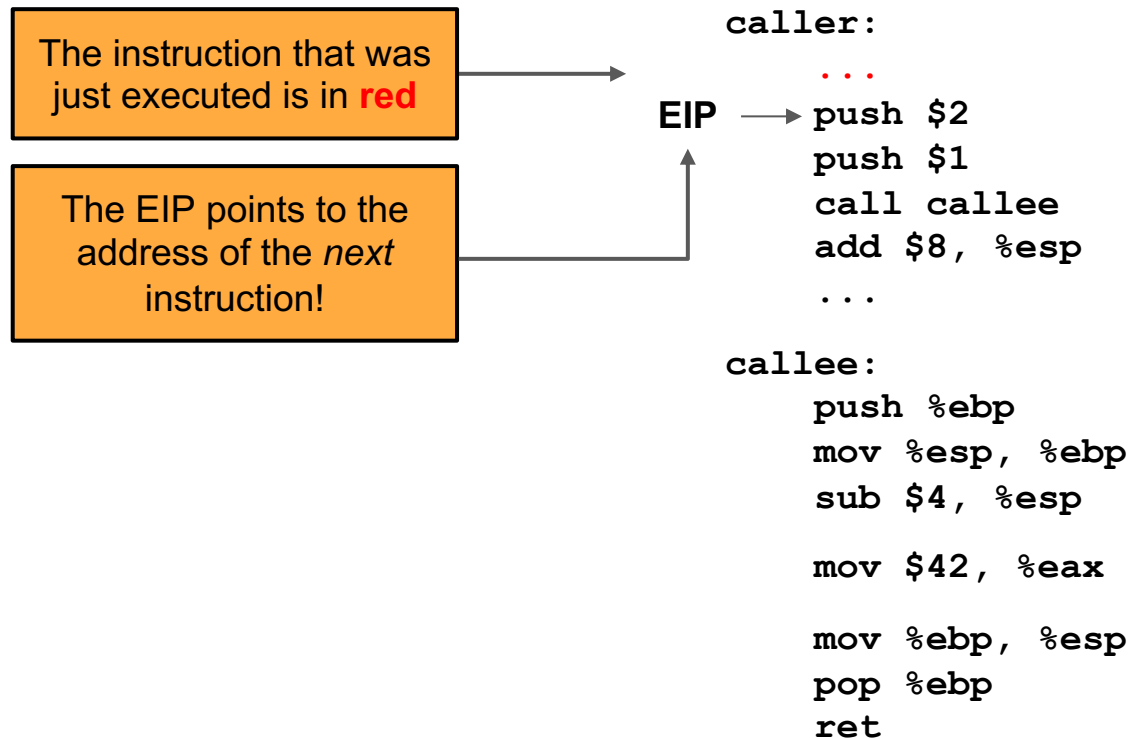 The instruction that was
just executed is in red
The EIP points to the
address of the next
instruction!
EIP
caller:
...
push $2
push $1
call callee
add $8, %esp
...
callee:
push %ebp
mov %esp, %ebp
sub $4, %esp
mov $42, %eax
mov %ebp, %esp
pop %ebp
ret